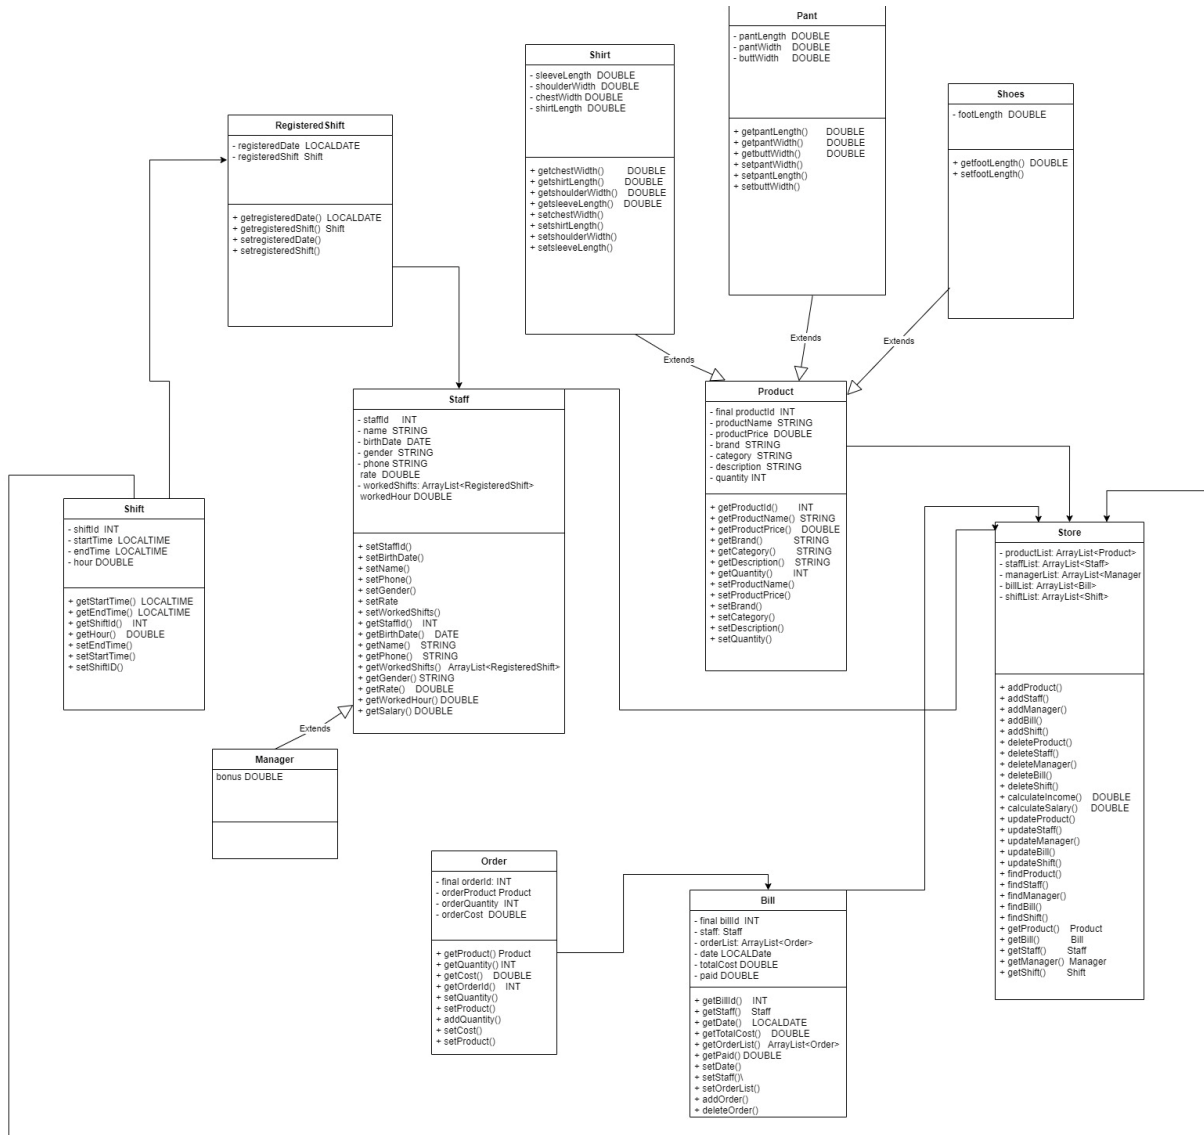 Pant
- pantLength DOUBLE
- pantWidth DOUBLE
- buttWidth DOUBLE
+ getpantLength() DOUBLE
+ getpantWidth() DOUBLE
+ getbuttWidth() DOUBLE
+ setpantWidth()
+ setpantLength()
+ setbuttWidth()
Shirt
- sleeveLength DOUBLE
- shoulderWidth DOUBLE
- chestWidth DOUBLE
- shirtLength DOUBLE
+ getchestWidth() DOUBLE
+ getshirtLength() DOUBLE
+ getshoulderWidth() DOUBLE
+ getsleeveLength() DOUBLE
+ setchestWidth()
+ setshirtLength()
+ setshoulderWidth()
+ setsleeveLength()
Shoes
- footLength DOUBLE
+ getfootLength() DOUBLE
+ setfootLength()
RegisteredShift
- registeredDate LOCALDATE
- registeredShift Shift
+ getregisteredDate() LOCALDATE
+ getregisteredShift() Shift
+ setregisteredDate()
+ setregisteredShift()
Extends
Extends
Extends
Staff
- staffId INT
- name STRING
- birthDate DATE
- gender STRING
- phone STRING
rate DOUBLE
- workedShifts: ArrayList<RegisteredShift>
workedHour DOUBLE
+ setStaffId()
+ setBirthDate()
+ setName()
+ setPhone()
+ setGender()
+ setRate
+ setWorkedShifts()
+ getStaffId() INT
+ getBirthDate() DATE
+ getName() STRING
+ getPhone() STRING
+ getWorkedShifts() ArrayList<RegisteredShift>
+ getGender() STRING
+ getRate() DOUBLE
+ getWorkedHour() DOUBLE
+ getSalary() DOUBLE
Product
- final productId INT
- productName STRING
- productPrice DOUBLE
- brand STRING
- category STRING
- description STRING
- quantity INT
+ getProductId() INT
+ getProductName() STRING
+ getProductPrice() DOUBLE
+ getBrand() STRING
+ getCategory() STRING
+ getDescription() STRING
+ getQuantity() INT
+ setProductName()
+ setProductPrice()
+ setBrand()
+ setCategory()
+ setDescription()
+ setQuantity()
Shift
- shiftId INT
- startTime LOCALTIME
- endTime LOCALTIME
- hour DOUBLE
+ getStartTime() LOCALTIME
+ getEndTime() LOCALTIME
+ getShiftId() INT
+ getHour() DOUBLE
+ setEndTime()
+ setStartTime()
+ setShiftID()
Store
- productList: ArrayList<Product>
- staffList: ArrayList<Staff>
- managerList: ArrayList<Manager
- billList: ArrayList<Bill>
- shiftList: ArrayList<Shift>
+ addProduct()
+ addStaff()
+ addManager()
+ addBill()
+ addShift()
+ deleteProduct()
+ deleteStaff()
+ deleteManager()
+ deleteBill()
+ deleteShift()
+ calculateIncome() DOUBLE
+ calculateSalary() DOUBLE
+ updateProduct()
+ updateStaff()
+ updateManager()
+ updateBill()
+ updateShift()
+ findProduct()
+ findStaff()
+ findManager()
+ findBill()
+ findShift()
+ getProduct() Product
+ getBill() Bill
+ getStaff() Staff
+ getManager() Manager
+ getShift() Shift
Extends
Manager
bonus DOUBLE
Order
- final orderId: INT
- orderProduct Product
- orderQuantity INT
- orderCost DOUBLE
+ getProduct() Product
+ getQuantity() INT
+ getCost() DOUBLE
+ getOrderId() INT
+ setQuantity()
+ setProduct()
+ addQuantity()
+ setCost()
+ setProduct()
Bill
- final billId INT
- staff: Staff
- orderList: ArrayList<Order>
- date LOCALDate
- totalCost DOUBLE
- paid DOUBLE
+ getBillId() INT
+ getStaff() Staff
+ getDate() LOCALDATE
+ getTotalCost() DOUBLE
+ getOrderList() ArrayList<Order>
+ getPaid() DOUBLE
+ setDate()
+ setStaff()\
+ setOrderList()
+ addOrder()
+ deleteOrder()